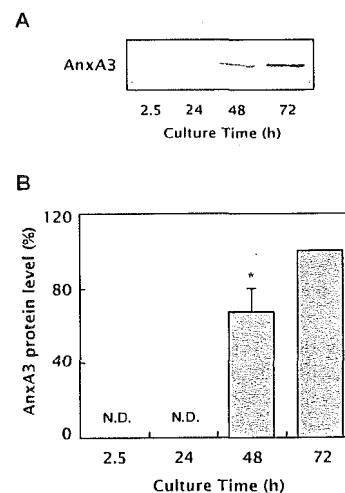 A
AnxA3
2.5 24 48 72
Culture Time (h)
B
AnxA3 protein level (%)
120
80
*
40
N.D. N.D.
0
2.5 24 48 72
Culture Time (h)